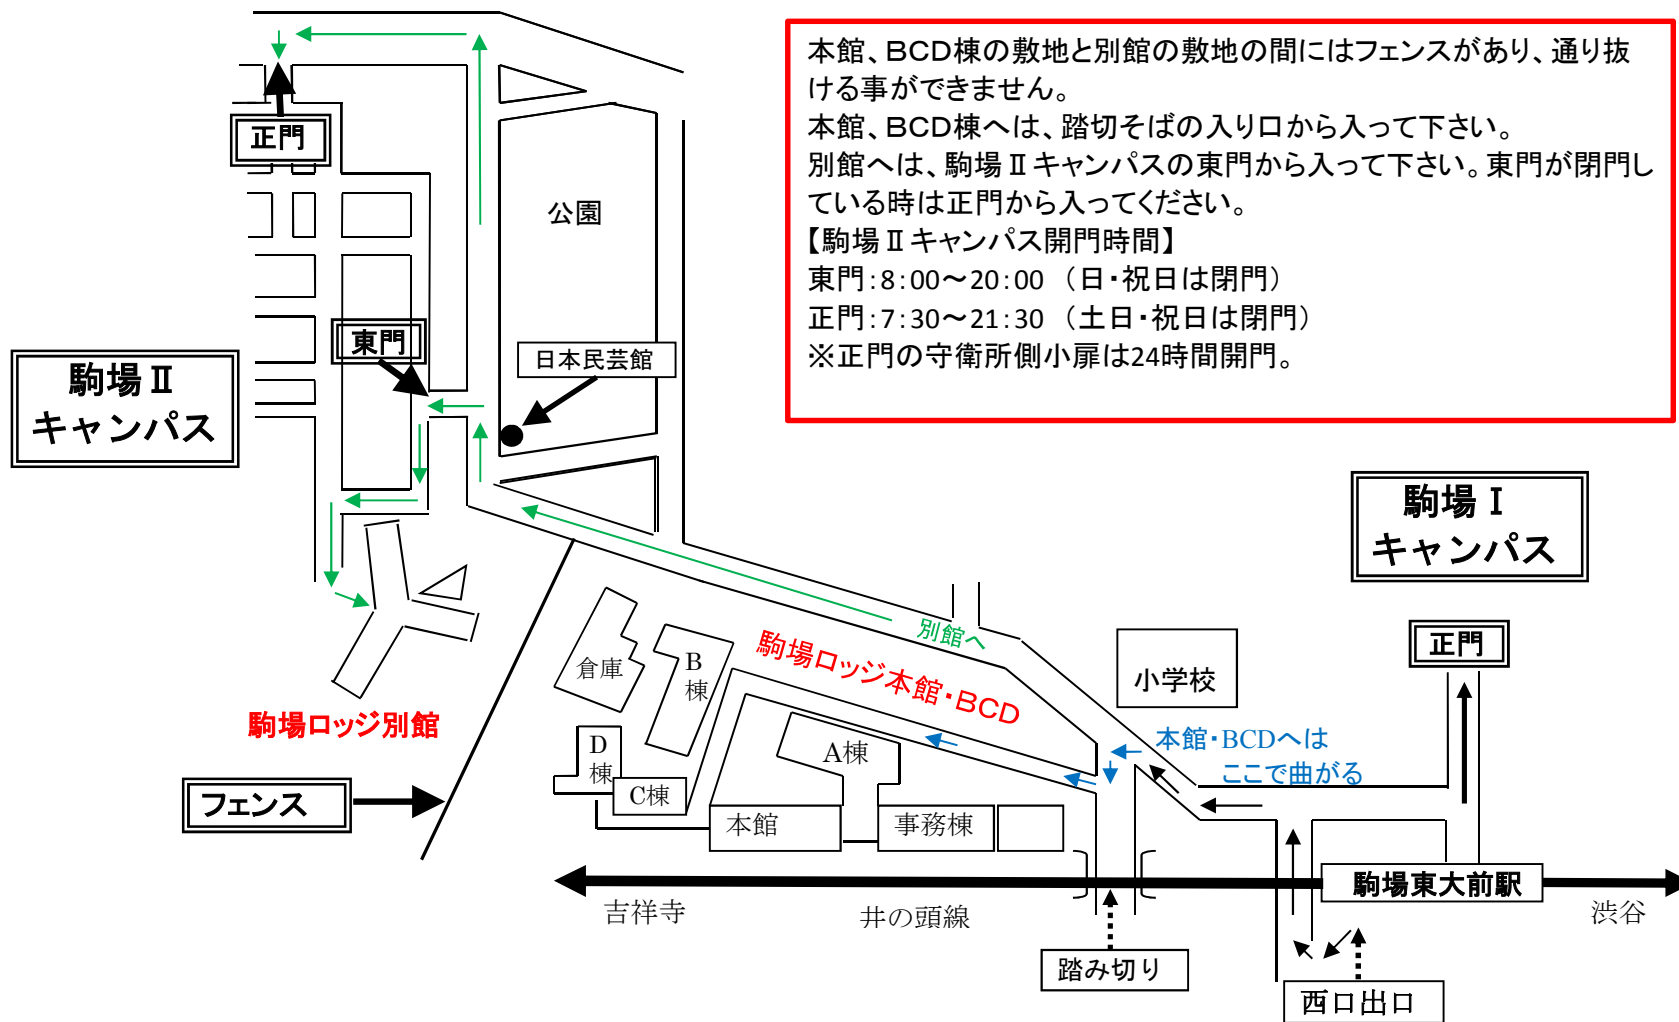 本館、BCD棟の敷地と別館の敷地の間にはフェンスがあり、通り抜
ける事ができません。
本館、BCD棟へは、踏切そばの入り口から入って下さい。
別館へは、駒場Ⅱキャンパスの東門から入って下さい。東門が閉門し
ている時は正門から入ってください。
【駒場Ⅱキャンパス開門時間】
東門：8：00～20：00 （日・祝日は閉門）
正門：7：30～21：30 （土日・祝日は閉門）
※正門の守衛所側小扉は24時間開門。
正門
公園
東門
日本民芸館
駒場Ⅱ
キャンパス
駒場Ⅰ
キャンパス
別館へ
正門
小学校
駒場ロッジ本館・BCD
倉庫
B
棟
駒場ロッジ別館
本館・BCDへは
ここで曲がる
D
棟
A棟
C棟
フェンス
本館
事務棟
駒場東大前駅
吉祥寺
井の頭線
渋谷
踏み切り
西口出口